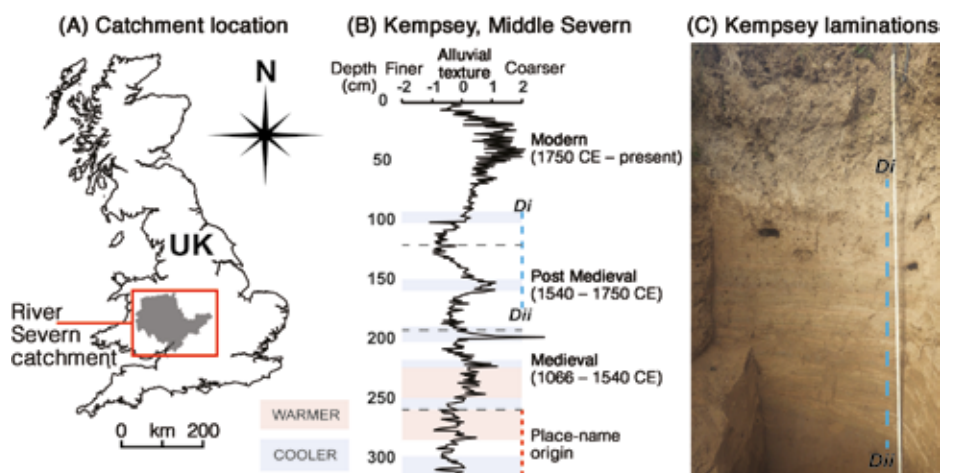 (A) Catchment location
N
UK
River
Severn
catchment
0 km 200
WARMER
COOLER
(B) Kempsey, Middle Severn
Alluvial
Depth Finer texture Coarser
(cm) -2 -1 0 1 2
0
Modern
(1750 CE – present)
50
Di
100
150
Post Medieval
(1540 – 1750 CE)
Dii
200
Medieval
(1066 – 1540 CE)
250
Place-name
origin
300
(C) Kempsey laminations
Di
Dii